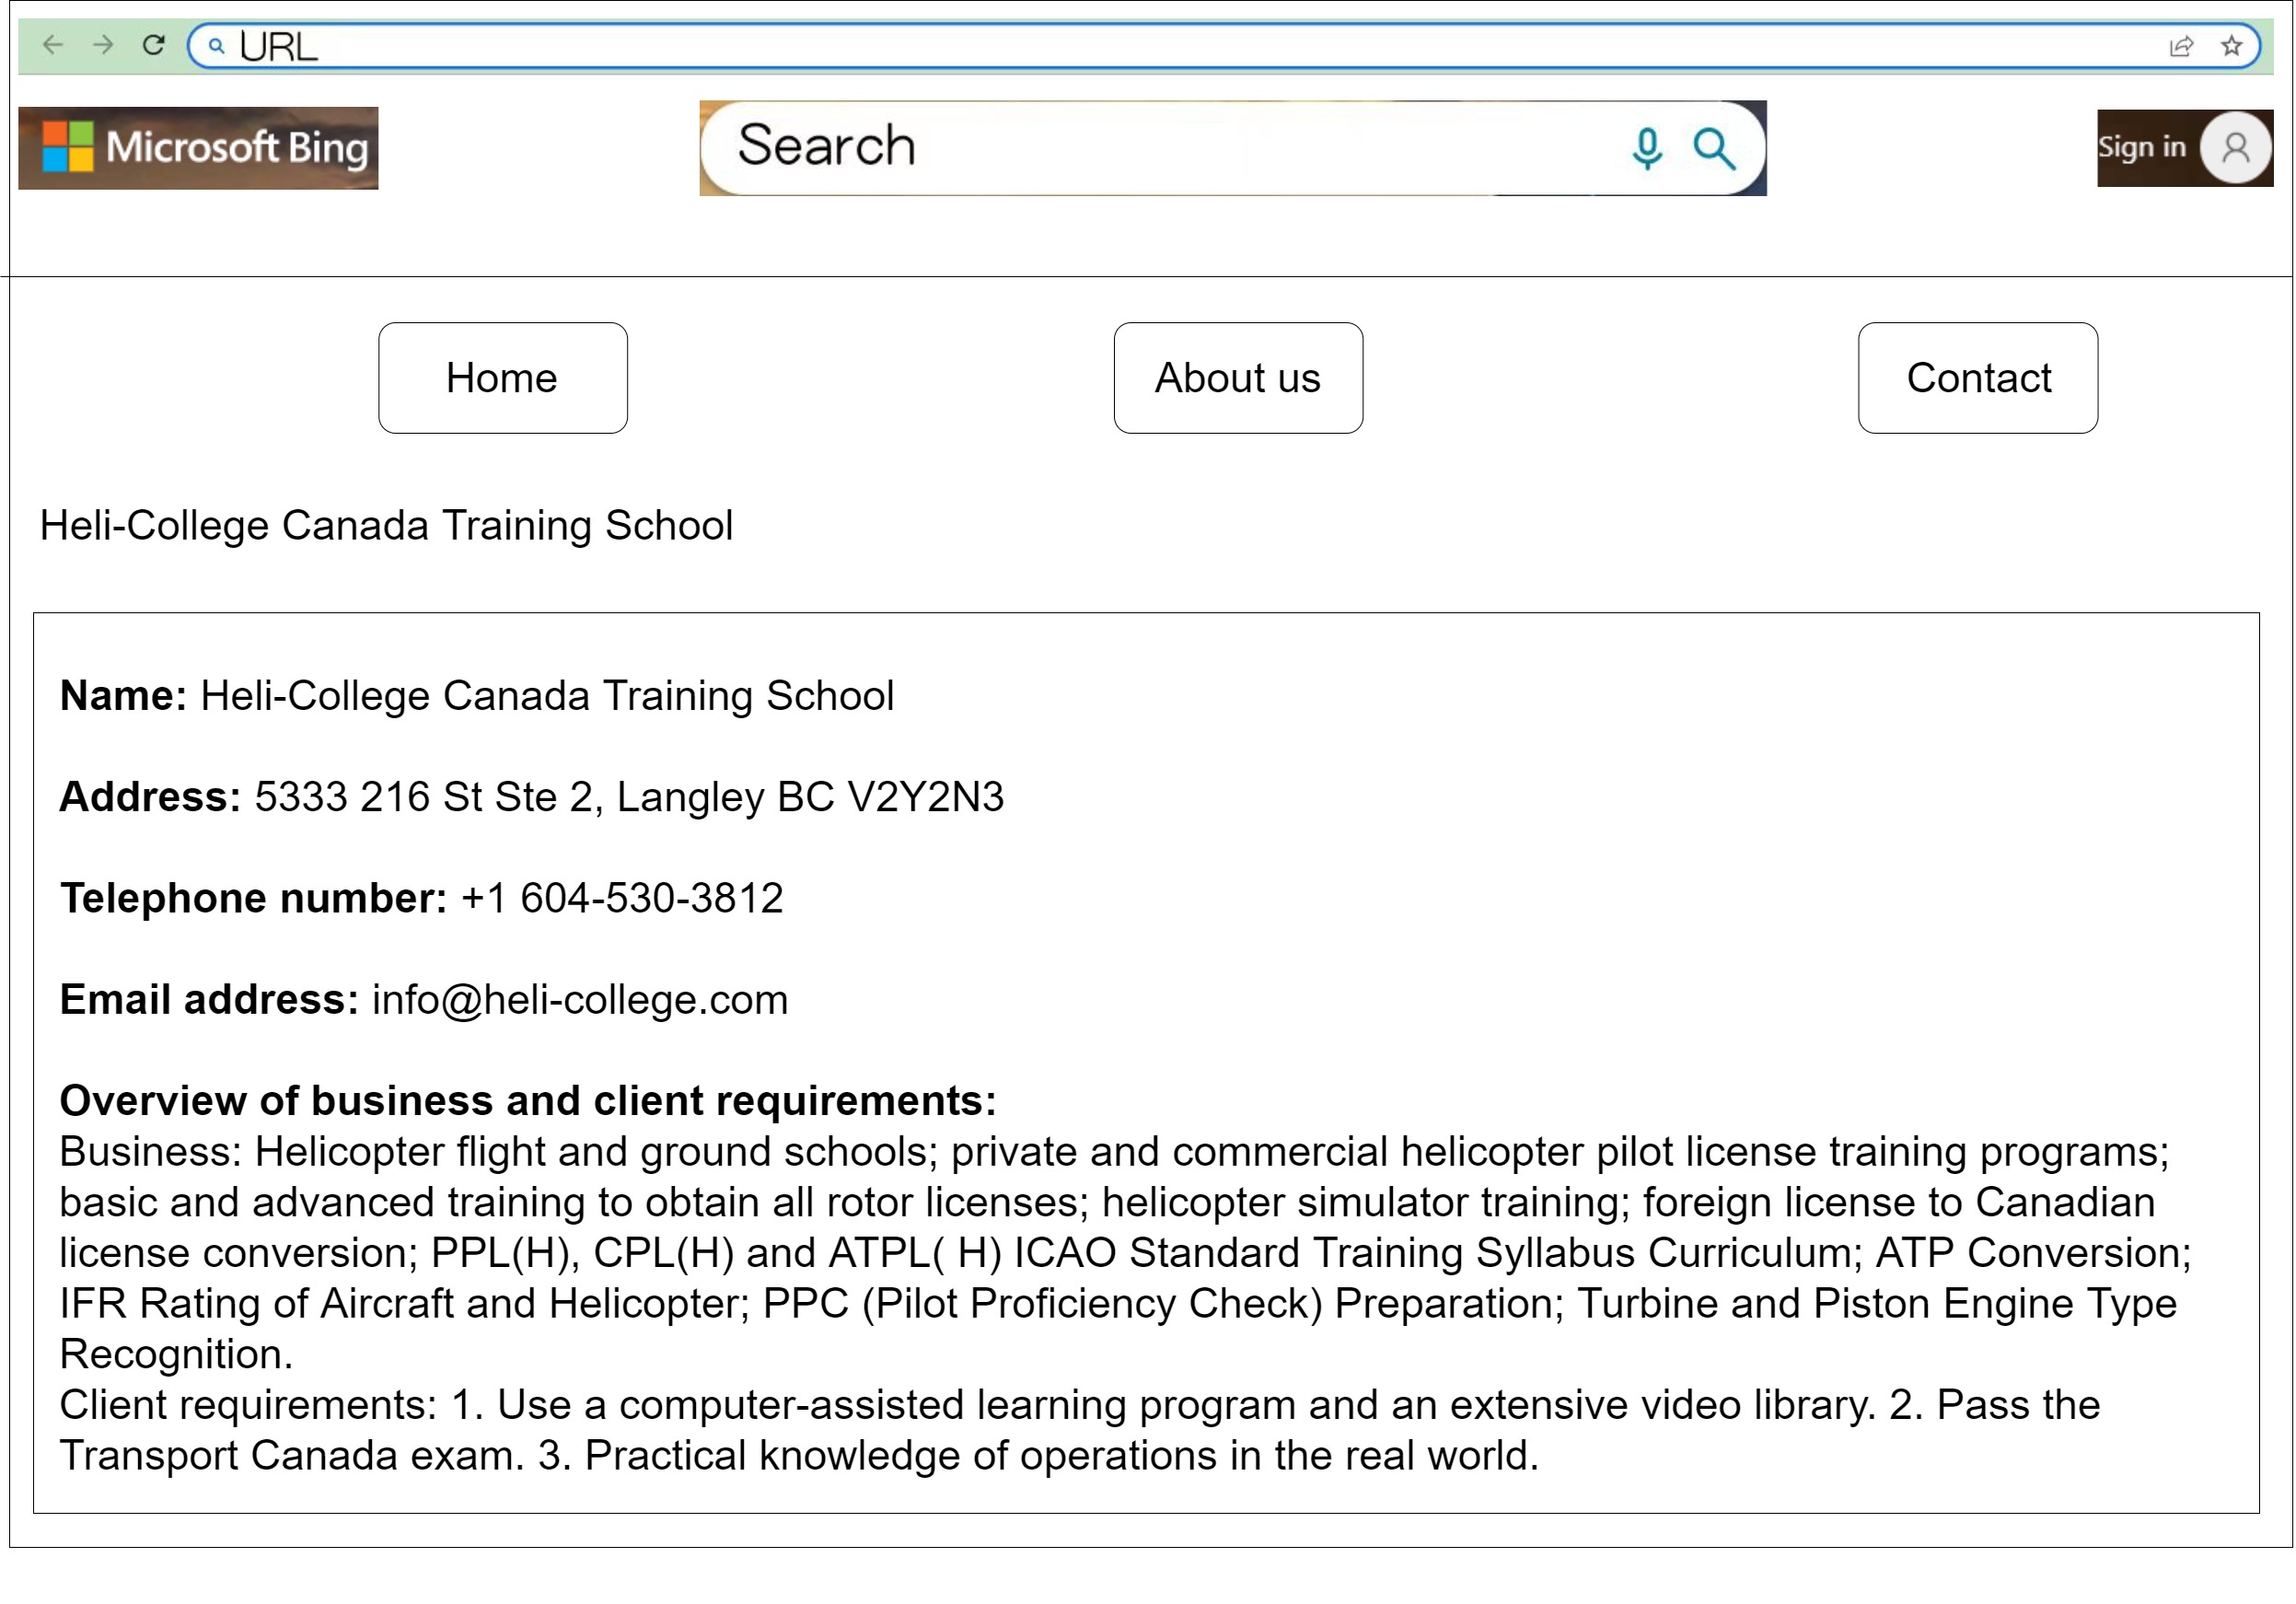 URL
Microsoft Bing
Search
Sign in
Home
About us
Contact
Heli-College Canada Training School
Name: Heli-College Canada Training School
Address: 5333 216 St Ste 2, Langley BC V2Y2N3
Telephone number: +1 604-530-3812
Email address: info@heli-college.com
Overview of business and client requirements:
Business: Helicopter flight and ground schools; private and commercial helicopter pilot license training programs;
basic and advanced training to obtain all rotor licenses; helicopter simulator training; foreign license to Canadian
license conversion; PPL(H), CPL(H) and ATPL( H) ICAO Standard Training Syllabus Curriculum; ATP Conversion;
IFR Rating of Aircraft and Helicopter; PPC (Pilot Proficiency Check) Preparation; Turbine and Piston Engine Type
Recognition.
Client requirements: 1. Use a computer-assisted learning program and an extensive video library. 2. Pass the
Transport Canada exam. 3. Practical knowledge of operations in the real world.